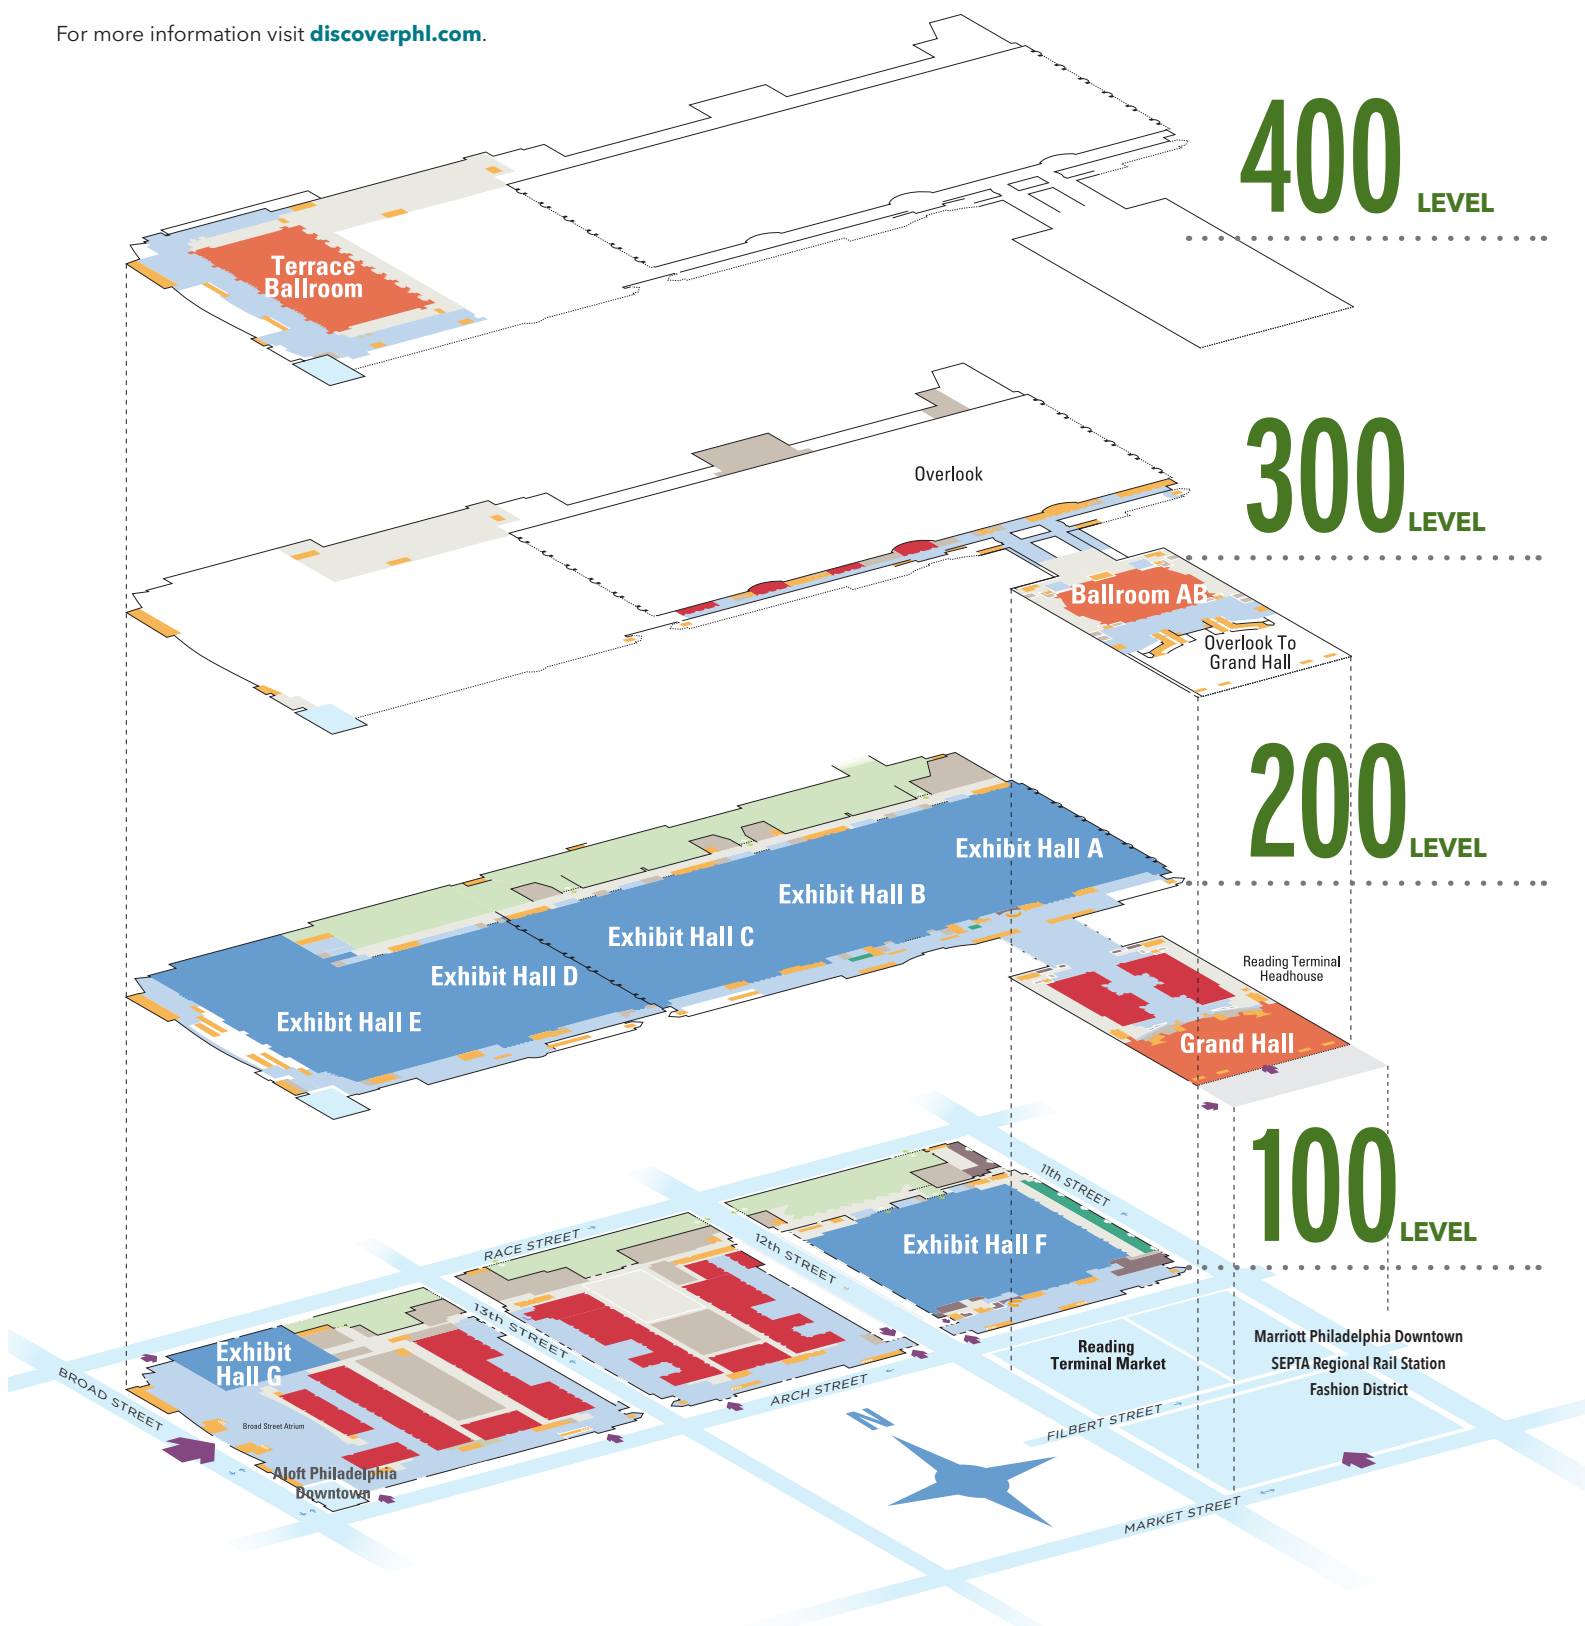 For more information visit discoverphl.com.
400 LEVEL
Terrace
Ballroom
300 LEVEL
Overlook
Ballroom AB
Overlook To
Grand Hall
200 LEVEL
Exhibit Hall A
Exhibit Hall B
Exhibit Hall C
Exhibit Hall D
Exhibit Hall E
Reading Terminal
Headhouse
Grand Hall
100 LEVEL
11th STREET
RACE STREET
12th STREET
Exhibit Hall F
13th STREET
Exhibit
Hall G
BROAD STREET
Broad Street Atrium
Aloft Philadelphia
Downtown
ARCH STREET
Reading
Terminal Market
Marriott Philadelphia Downtown
SEPTA Regional Rail Station
Fashion District
FILBERT STREET
N
MARKET STREET